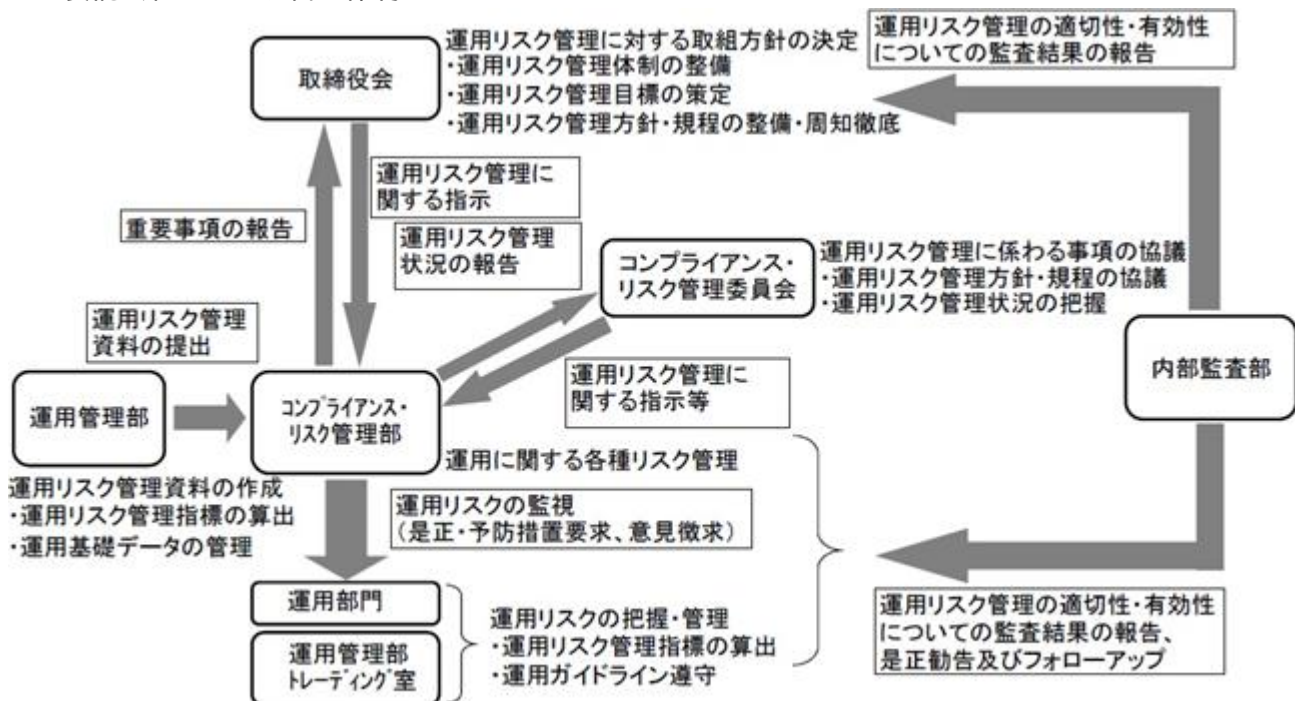 取締役会
運用リスク管理に対する取組方針の決定
・運用リスク管理体制の整備
・運用リスク管理目標の策定
・運用リスク管理方針・規程の整備・周知徹底
運用リスク管理の適切性・有効性
についての監査結果の報告
運用リスク管理に
関する指示
重要事項の報告
運用リスク管理
状況の報告
コンプライアンス・
リスク管理委員会
運用リスク管理に係わる事項の協議
・運用リスク管理方針・規程の協議
・運用リスク管理状況の把握
運用リスク管理
資料の提出
内部監査部
運用管理部
コンプライアンス・
リスク管理部
運用リスク管理に
関する指示等
運用に関する各種リスク管理
運用リスク管理資料の作成
・運用リスク管理指標の算出
・運用基礎データの管理
運用リスクの監視
(是正・予防措置要求、意見徴求)
運用部門
運用管理部
トレーディング室
運用リスクの把握・管理
・運用リスク管理指標の算出
・運用ガイドライン遵守
運用リスク管理の適切性・有効性
についての監査結果の報告、
是正勧告及びフォローアップ